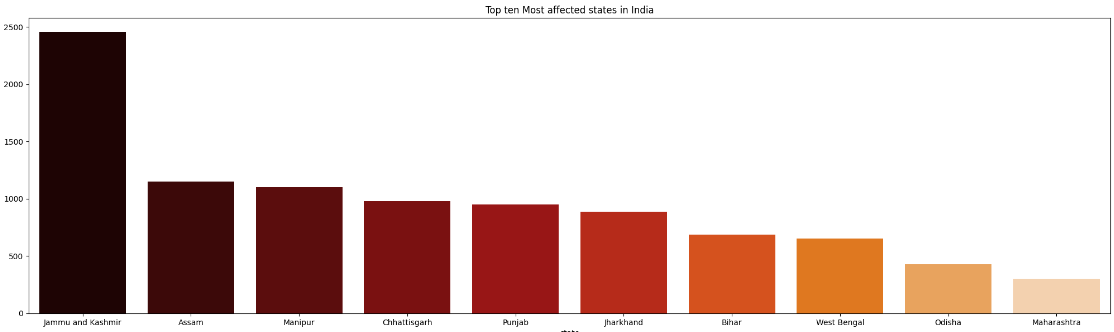 Top ten Most affected states in India
2500
2000
1500
1000
500
0
Jammu and Kashmir Assam Manipur Chhattisgarh Punjab Jharkhand Bihar West Bengal Odisha Maharashtra
state